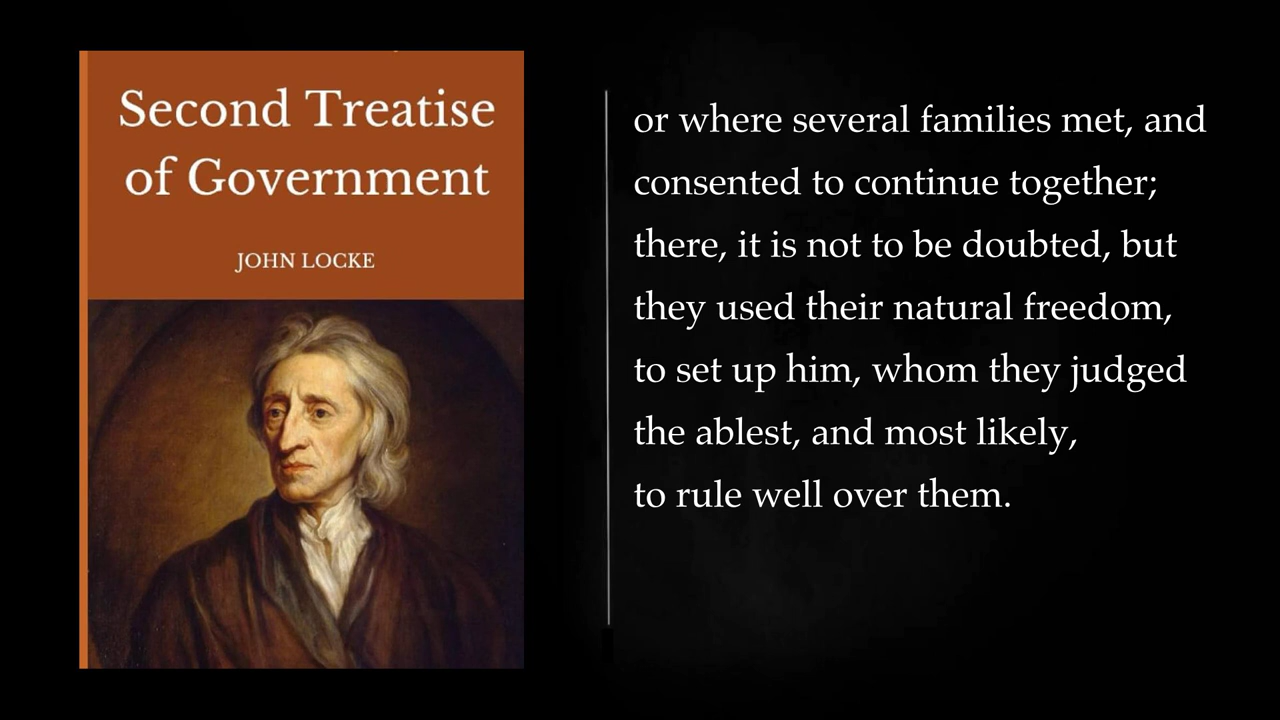 Second Treatise
of Government
JOHN LOCKE
or where several families met, and
consented to continue together;
there, it is not to be doubted, but
they used their natural freedom,
to set up him, whom they judged
the ablest, and most likely,
to rule well over them.